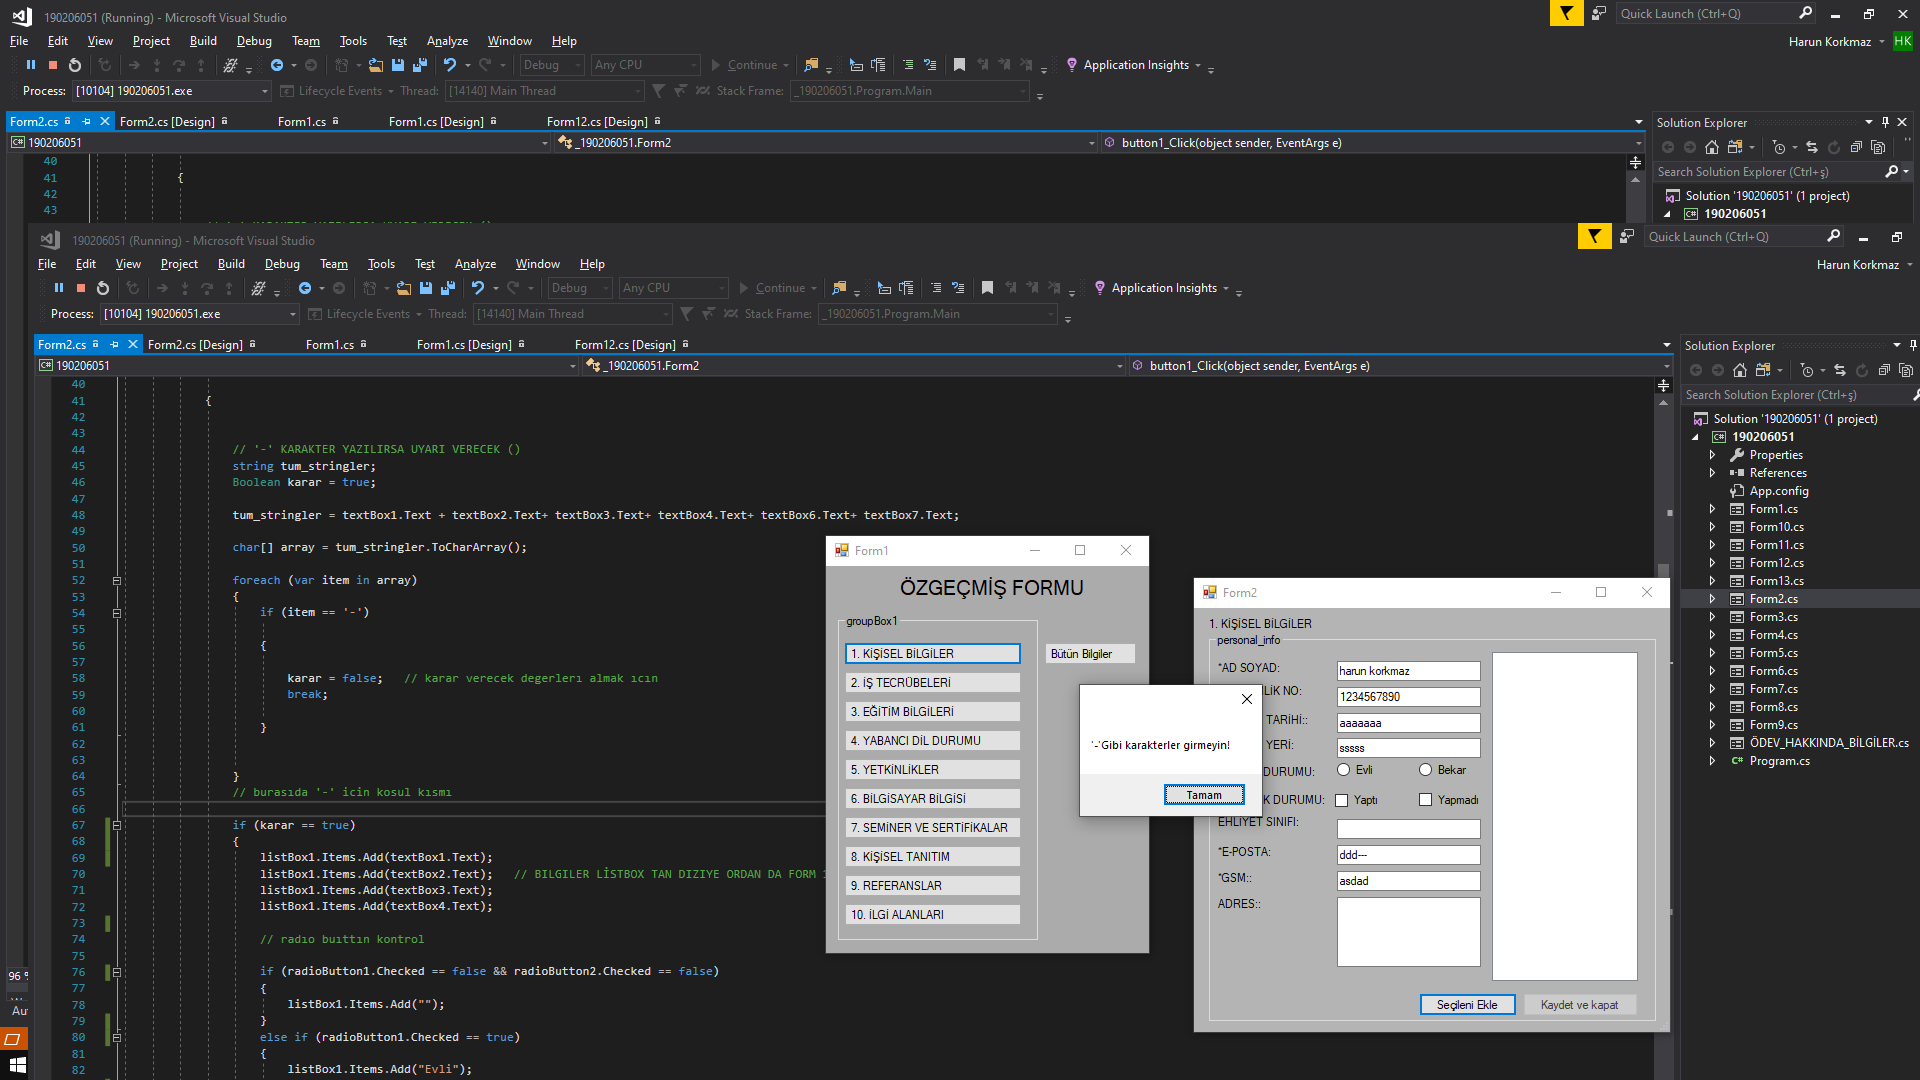 190206051 (Running) - Microsoft Visual Studio
Quick Launch (Ctrl+Q)
File Edit View Project Build Debug Team Tools Test Analyze Window Help
Harun Korkmaz HK
Debug Any CPU Continue Application Insights
Process: [10104] 190206051.exe Lifecycle Events Thread: [14140] Main Thread Stack Frame: _190206051.Program.Main
Form2.cs Form2.cs [Design] Form1.cs Form1.cs [Design] Form12.cs [Design]
Solution Explorer
190206051 _190206051.Form2 button1_Click(object sender, EventArgs e)
40
41 {
42
43
Search Solution Explorer (Ctrl+ş)
Solution '190206051' (1 project)
190206051
190206051 (Running) - Microsoft Visual Studio
Quick Launch (Ctrl+Q)
File Edit View Project Build Debug Team Tools Test Analyze Window Help
Harun Korkmaz
Debug Any CPU Continue Application Insights
Process: [10104] 190206051.exe Lifecycle Events Thread: [14140] Main Thread Stack Frame: _190206051.Program.Main
Form2.cs Form2.cs [Design] Form1.cs Form1.cs [Design] Form12.cs [Design]
190206051 _190206051.Form2 button1_Click(object sender, EventArgs e)
40
41 {
42
43
44 // '-' KARAKTER YAZILIRSA UYARI VERECEK ()
45 string tum_stringler;
46 Boolean karar = true;
47
48 tum_stringler = textBox1.Text + textBox2.Text+ textBox3.Text+ textBox4.Text+ textBox6.Text+ textBox7.Text;
49
50 char[] array = tum_stringler.ToCharArray();
51
52 foreach (var item in array)
53 {
54 if (item == '-')
55
56 {
57
58 karar = false; // karar verecek degerlerı almak ıcın
59 break;
60
61 }
62
63
64 }
65 // burasıda '-' icin kosul kısmı
66
67 if (karar == true)
68 {
69 listBox1.Items.Add(textBox1.Text);
70 listBox1.Items.Add(textBox2.Text); // BILGILER LİSTBOX TAN DIZIYE ORDAN DA FORM 1
71 listBox1.Items.Add(textBox3.Text);
72 listBox1.Items.Add(textBox4.Text);
73
74 // radıo buıttın kontrol
75
76 if (radioButton1.Checked == false && radioButton2.Checked == false)
77 {
78 listBox1.Items.Add("");
79 }
80 else if (radioButton1.Checked == true)
81 {
82 listBox1.Items.Add("Evli");
96 %
Au
Form1
ÖZGEÇMİŞ FORMU
groupBox1
1. KİŞİSEL BİLGİLER
Bütün Bilgiler
2. İŞ TECRÜBELERİ
3. EĞİTİM BİLGİLERİ
4. YABANCI DİL DURUMU
5. YETKİNLİKLER
6. BİLGİSAYAR BİLGİSİ
7. SEMİNER VE SERTİFİKALAR
8. KİŞİSEL TANITIM
9. REFERANSLAR
10. İLGİ ALANLARI
'-'Gibi karakterler girmeyin!
Tamam
Form2
1. KİŞİSEL BİLGİLER
personal_info
*AD SOYAD: harun korkmaz
LİK NO: 1234567890
TARİHİ:: aaaaaaa
YERİ: sssss
DURUMU: Evli Bekar
K DURUMU: Yaptı Yapmadı
EHLİYET SINIFI:
*E-POSTA: ddd---
*GSM:: asdad
ADRES::
Seçileni Ekle Kaydet ve kapat
Solution Explorer
Search Solution Explorer (Ctrl+ş)
Solution '190206051' (1 project)
190206051
Properties
References
App.config
Form1.cs
Form10.cs
Form11.cs
Form12.cs
Form13.cs
Form2.cs
Form3.cs
Form4.cs
Form5.cs
Form6.cs
Form7.cs
Form8.cs
Form9.cs
ÖDEV_HAKKINDA_BİLGİLER.cs
Program.cs